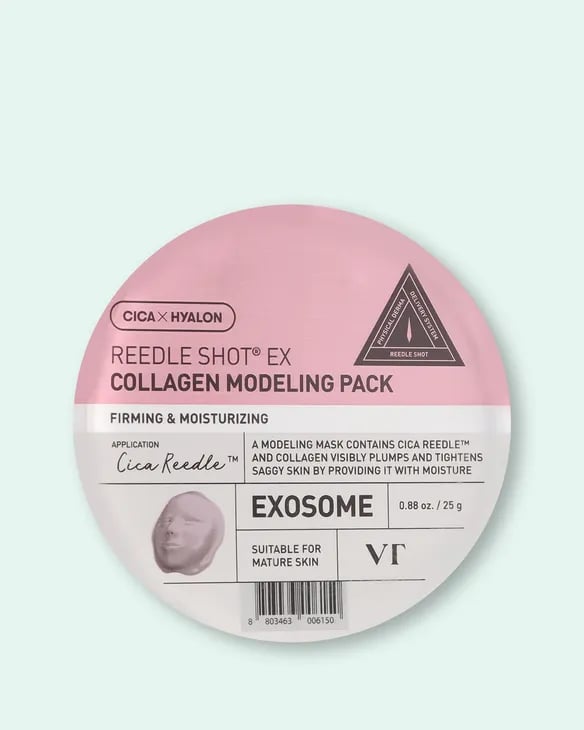 CICA × HYALON
PHYSICAL DERMA
DELIVERY SYSTEM
REEDLE SHOT
REEDLE SHOT® EX
COLLAGEN MODELING PACK
FIRMING & MOISTURIZING
APPLICATION
Cica Reedle™
A MODELING MASK CONTAINS CICA REEDLE™
AND COLLAGEN VISIBLY PLUMPS AND TIGHTENS
SAGGY SKIN BY PROVIDING IT WITH MOISTURE
EXOSOME
0.88 oz. / 25 g
SUITABLE FOR
MATURE SKIN
VT
8 803463 006150